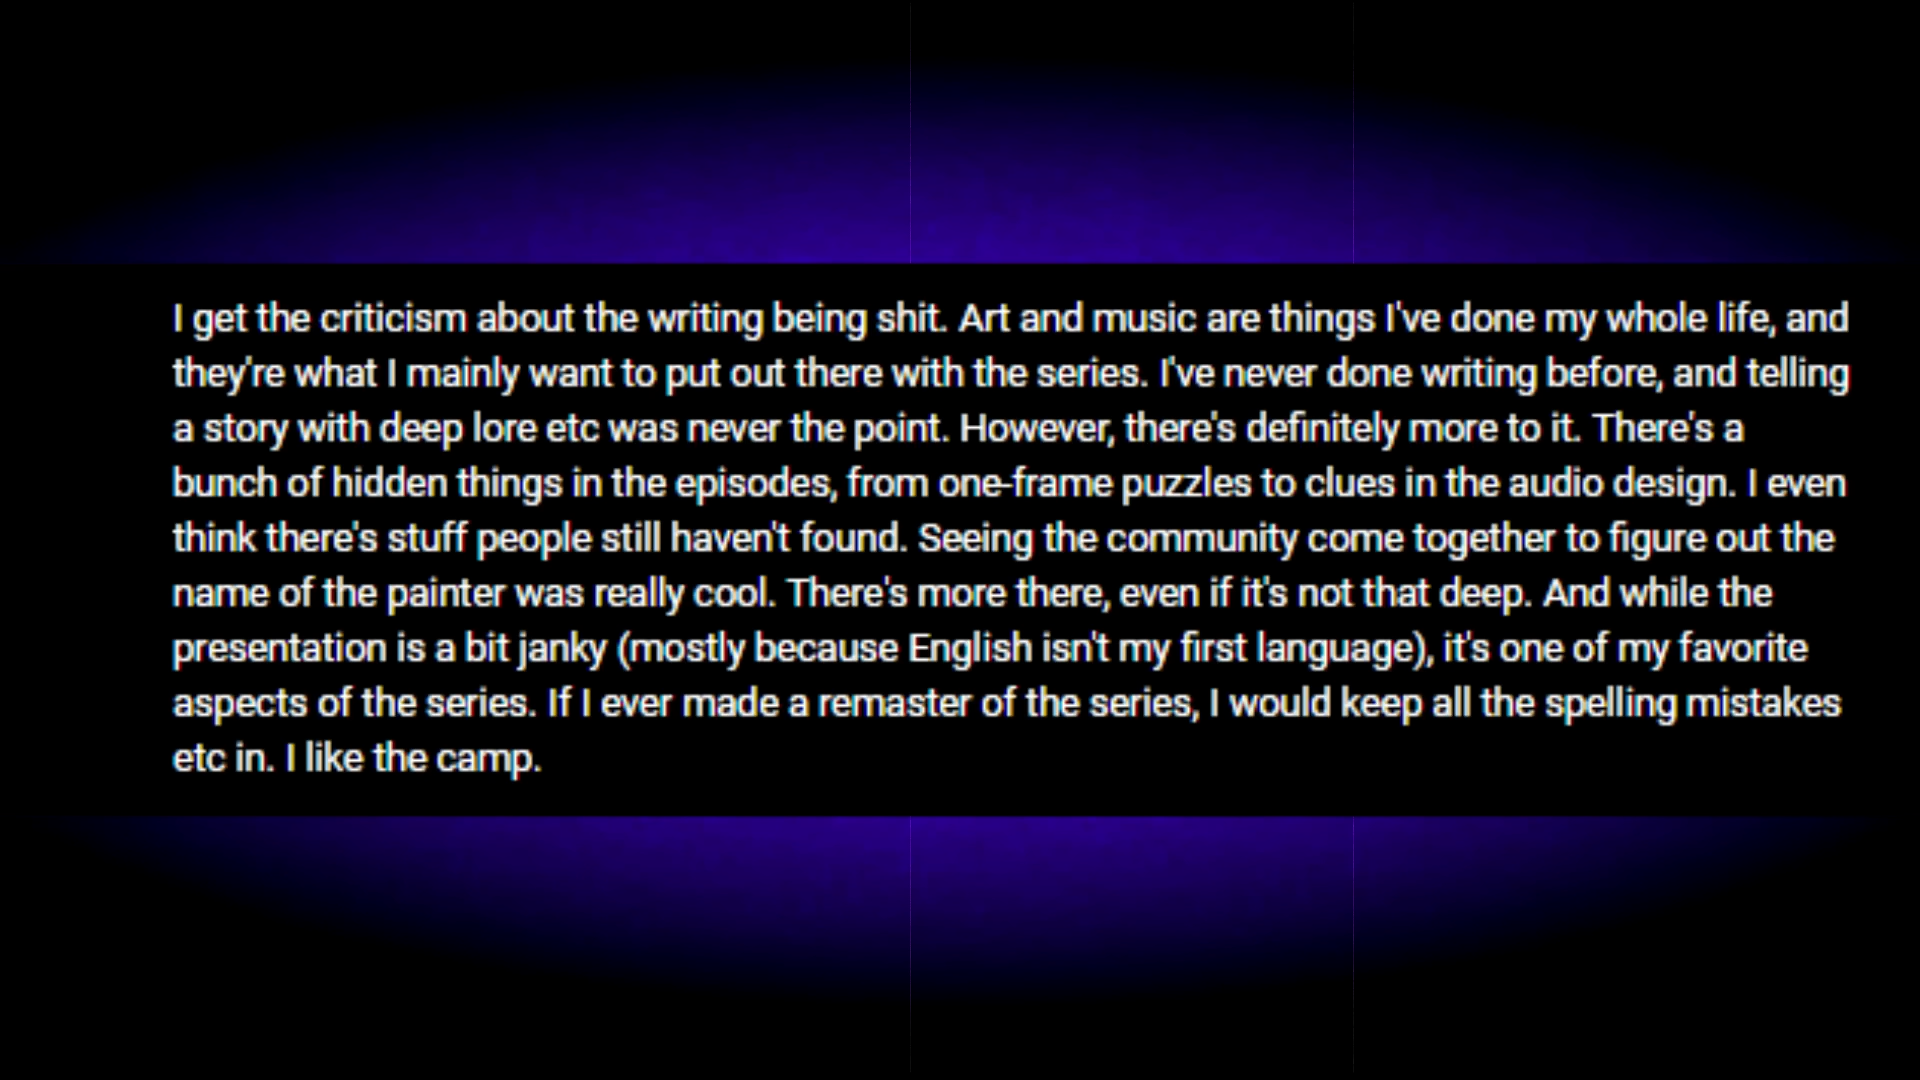 I get the criticism about the writing being shit. Art and music are things I've done my whole life, and
they're what I mainly want to put out there with the series. I've never done writing before, and telling
a story with deep lore etc was never the point. However, there's definitely more to it. There's a
bunch of hidden things in the episodes, from one-frame puzzles to clues in the audio design. I even
think there's stuff people still haven't found. Seeing the community come together to figure out the
name of the painter was really cool. There's more there, even if it's not that deep. And while the
presentation is a bit janky (mostly because English isn't my first language), it's one of my favorite
aspects of the series. If I ever made a remaster of the series, I would keep all the spelling mistakes
etc in. I like the camp.